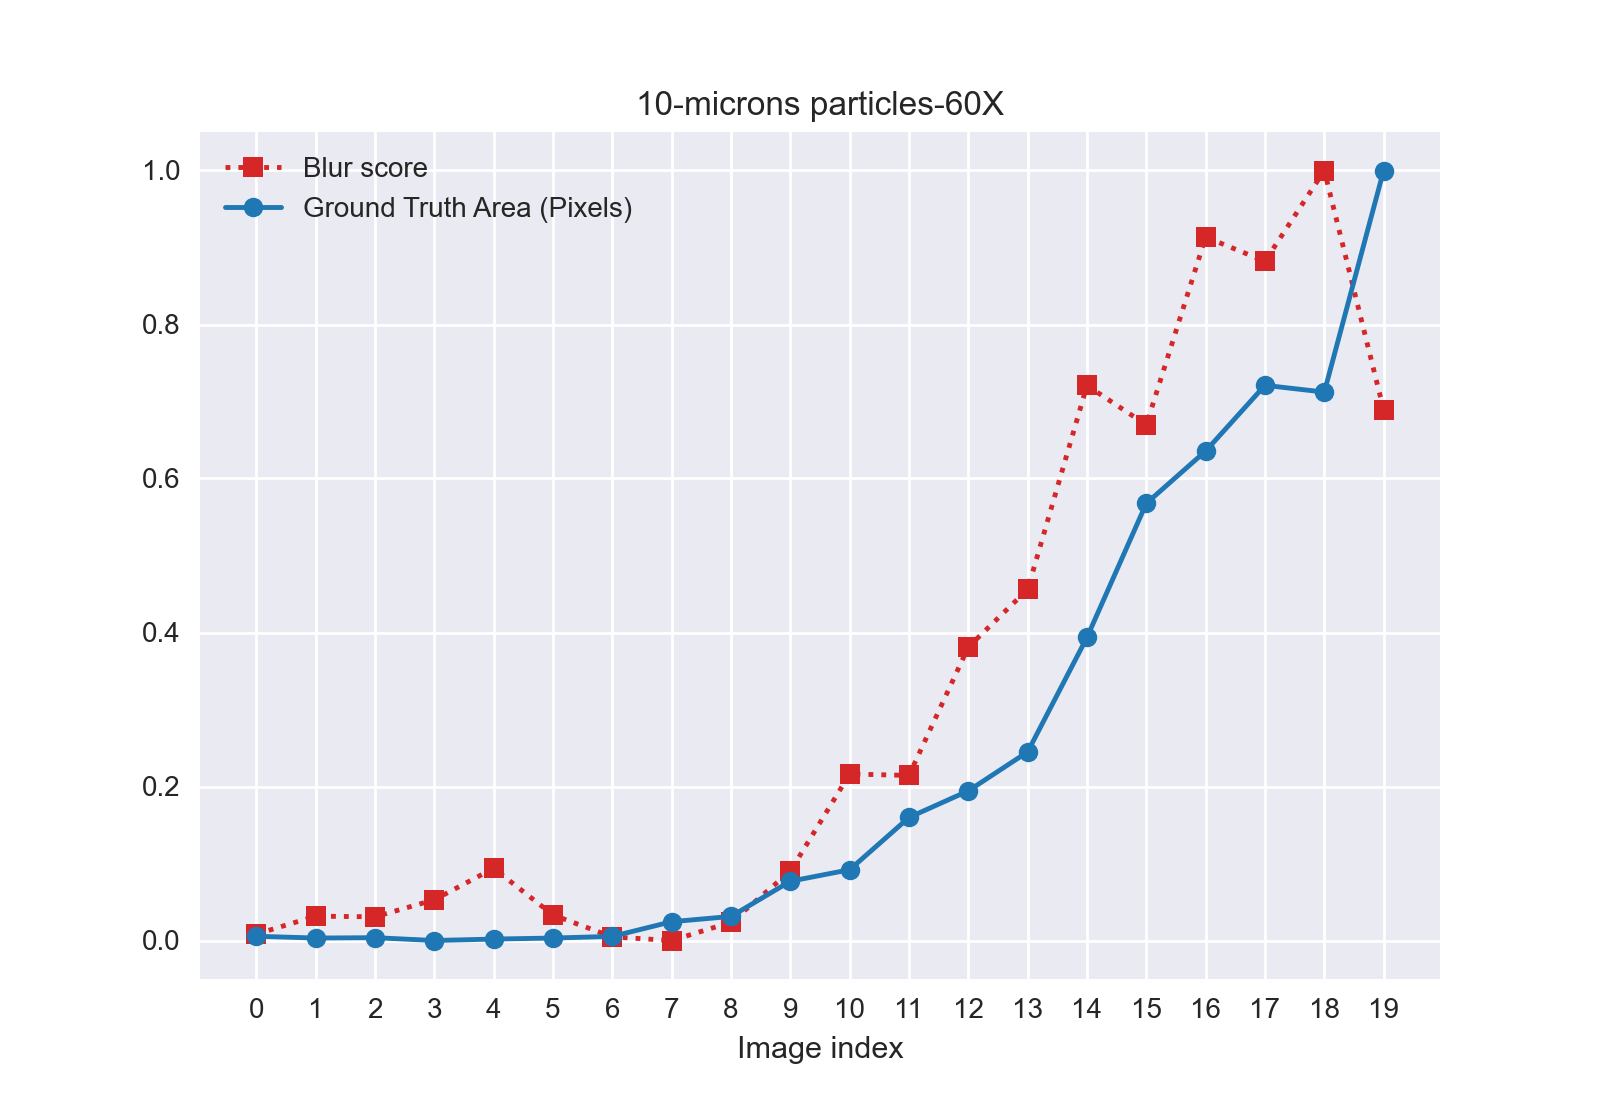 10-microns particles-60X
Blur score
Ground Truth Area (Pixels)
1.0
0.8
0.6
0.4
0.2
0.0
0 1 2 3 4 5 6 7 8 9 10 11 12 13 14 15 16 17 18 19
Image index